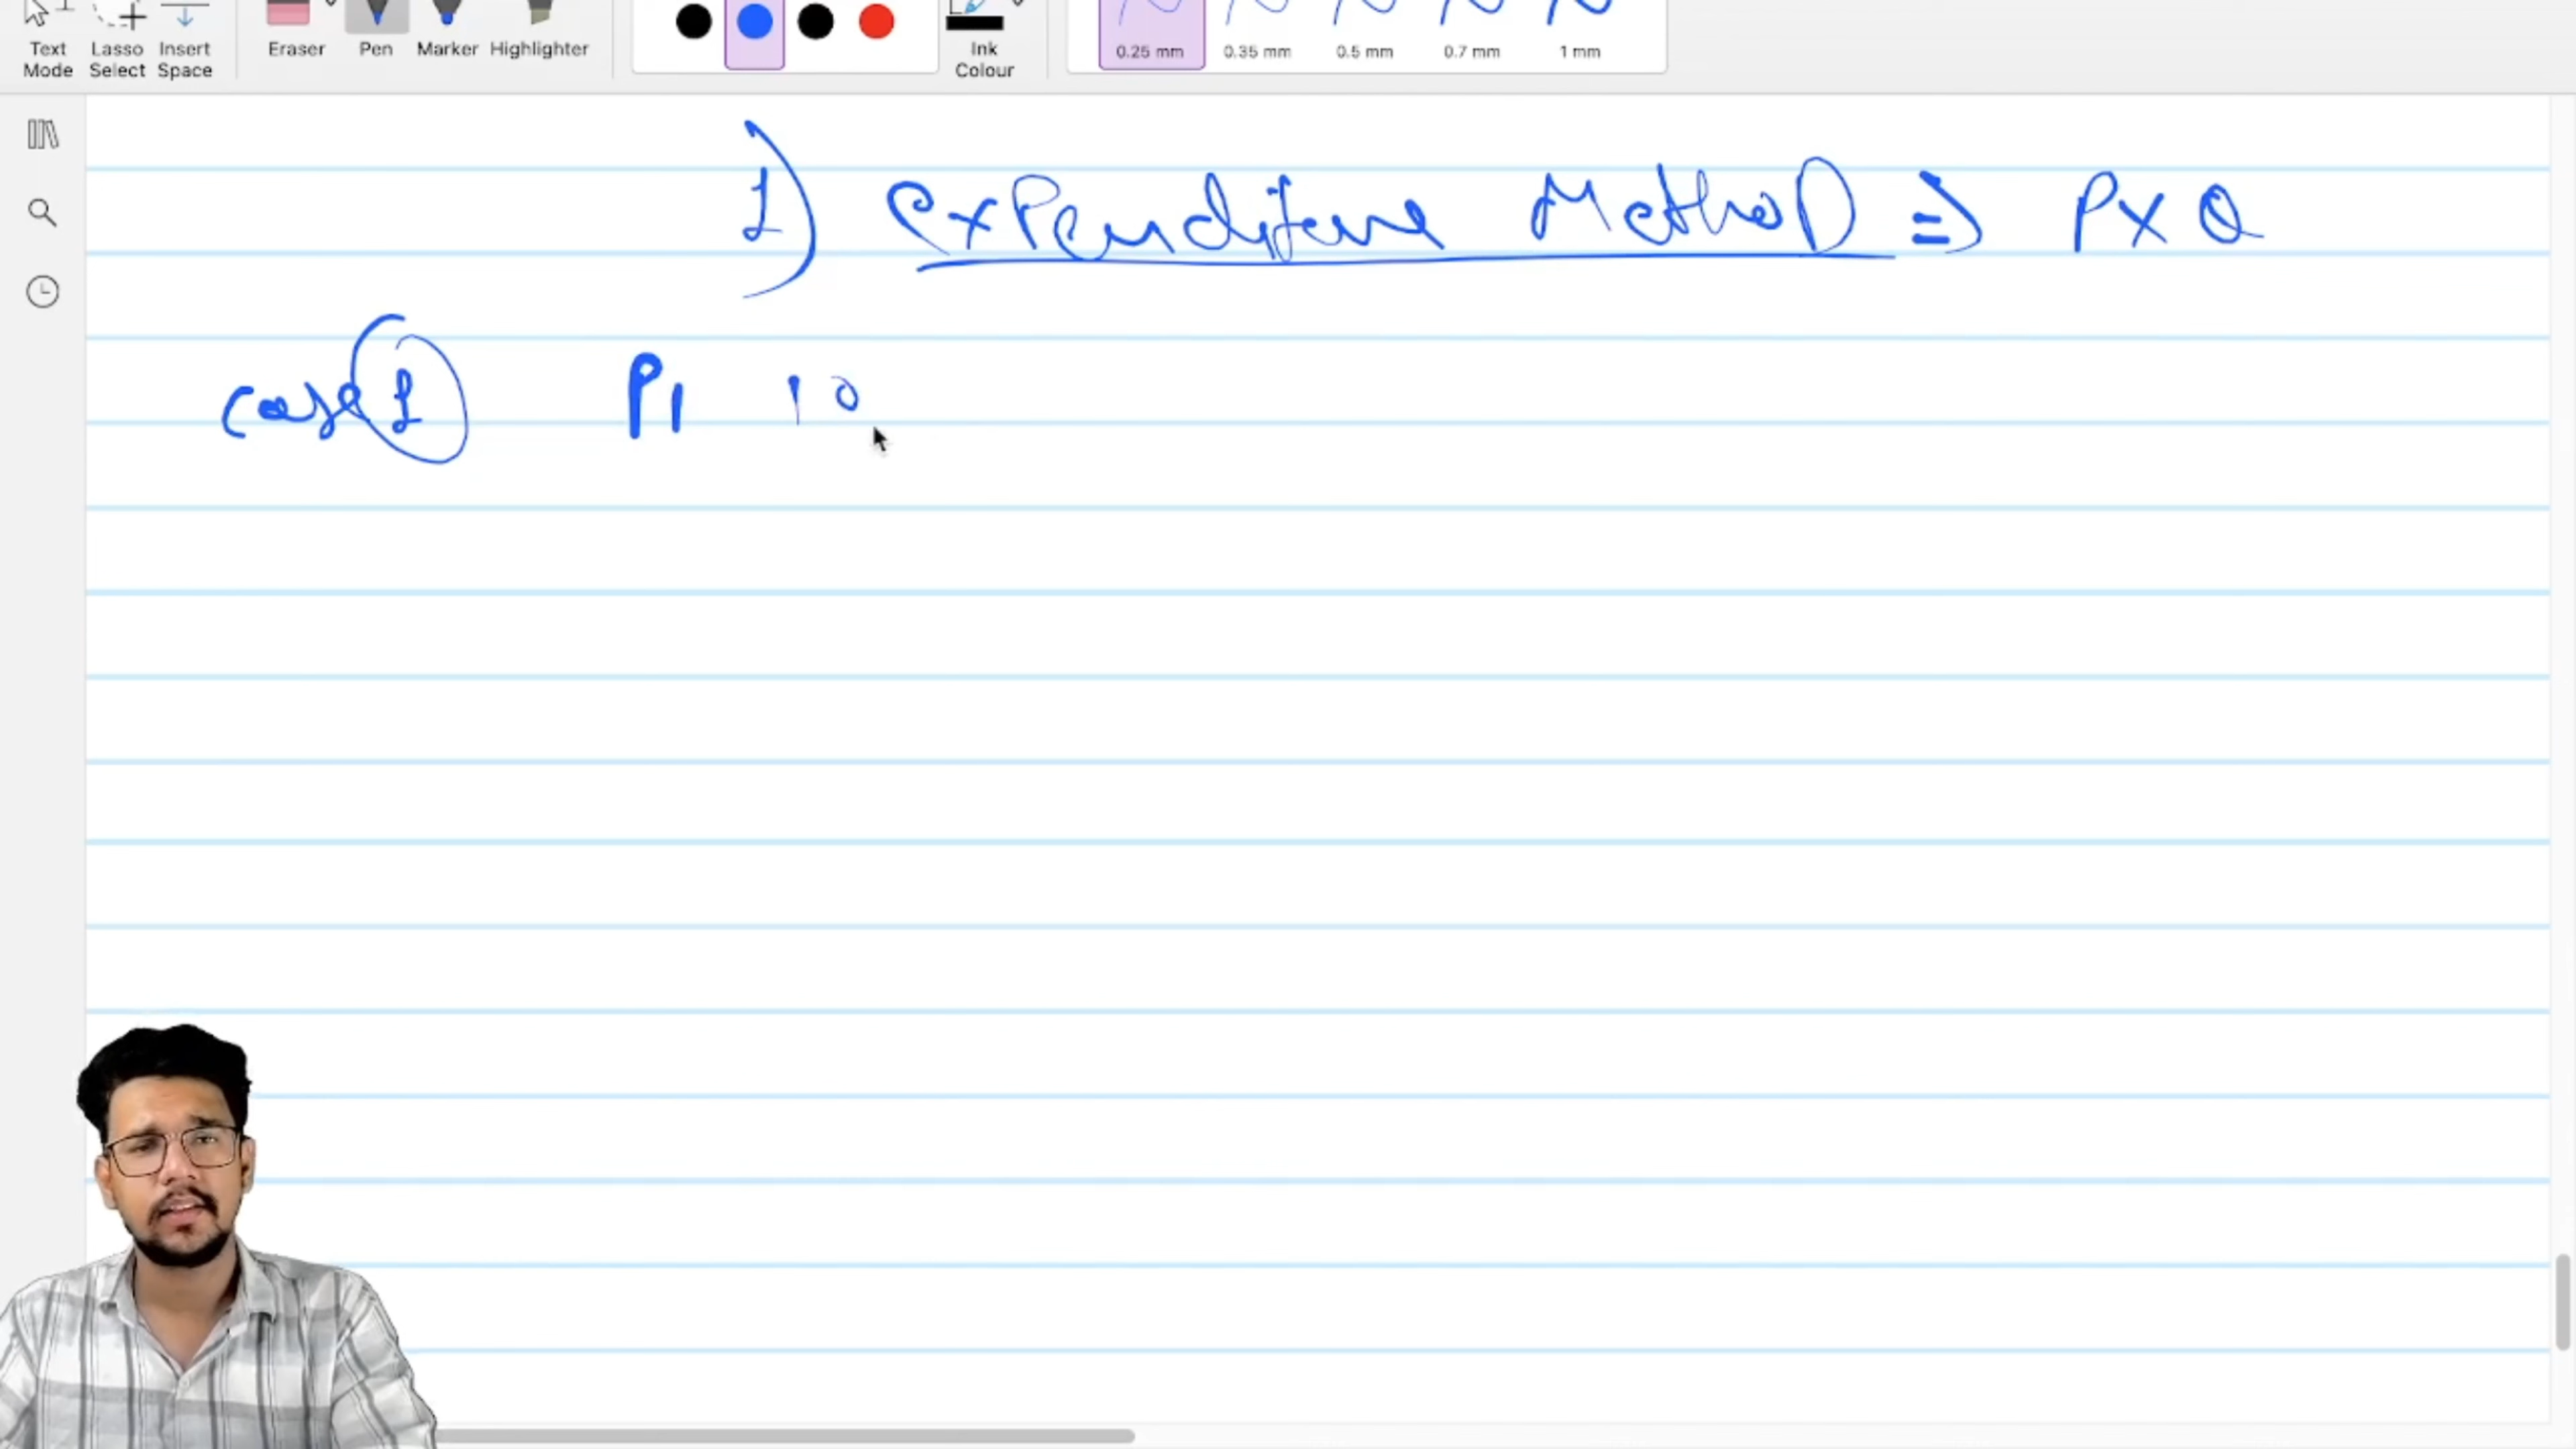 Text Mode Lasso Select Insert Space Eraser Pen Marker Highlighter Ink Colour 0.25 mm 0.35 mm 0.5 mm 0.7 mm 1 mm
1) Expenditure Method ⇒ P x Q
case 1 P1 10